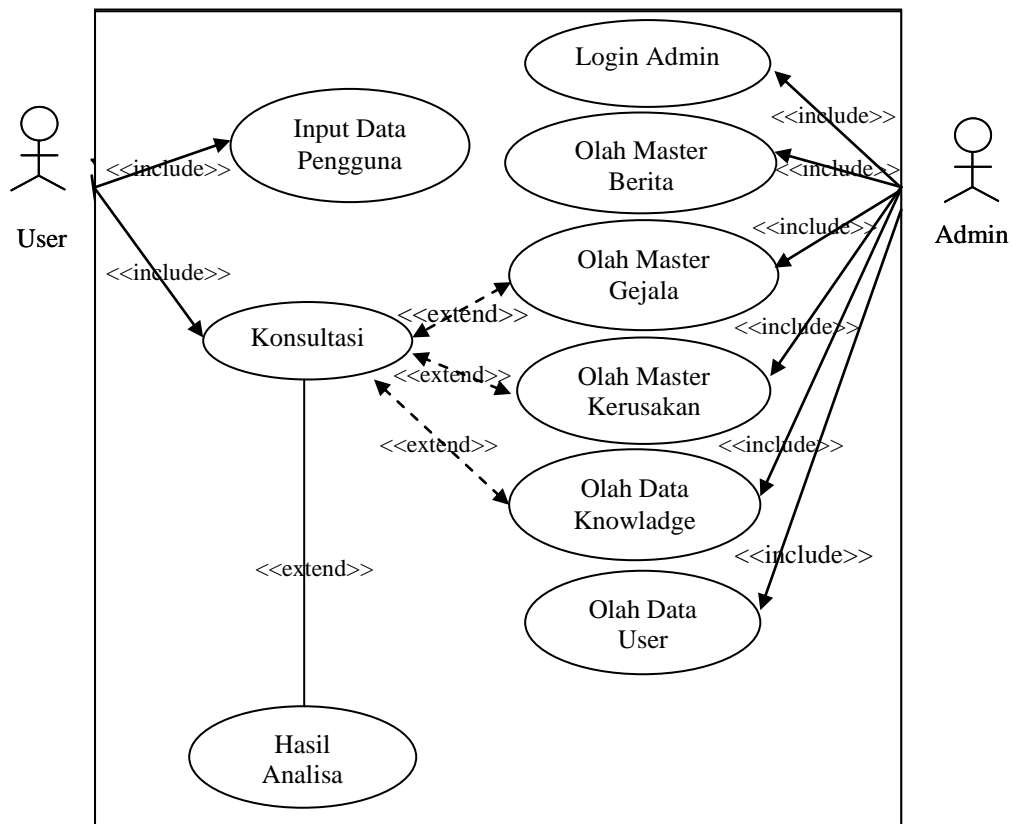 Login Admin
<<include>>
Input Data
Pengguna
<<include>>
Olah Master
Berita
<<include>>
User
Admin
<<include>>
Olah Master
Gejala
<<include>>
<<extend>>
Konsultasi
<<include>>
Olah Master
Kerusakan
<<extend>>
<<extend>>
<<include>>
Olah Data
Knowladge
<<extend>>
<<include>>
Olah Data
User
Hasil
Analisa